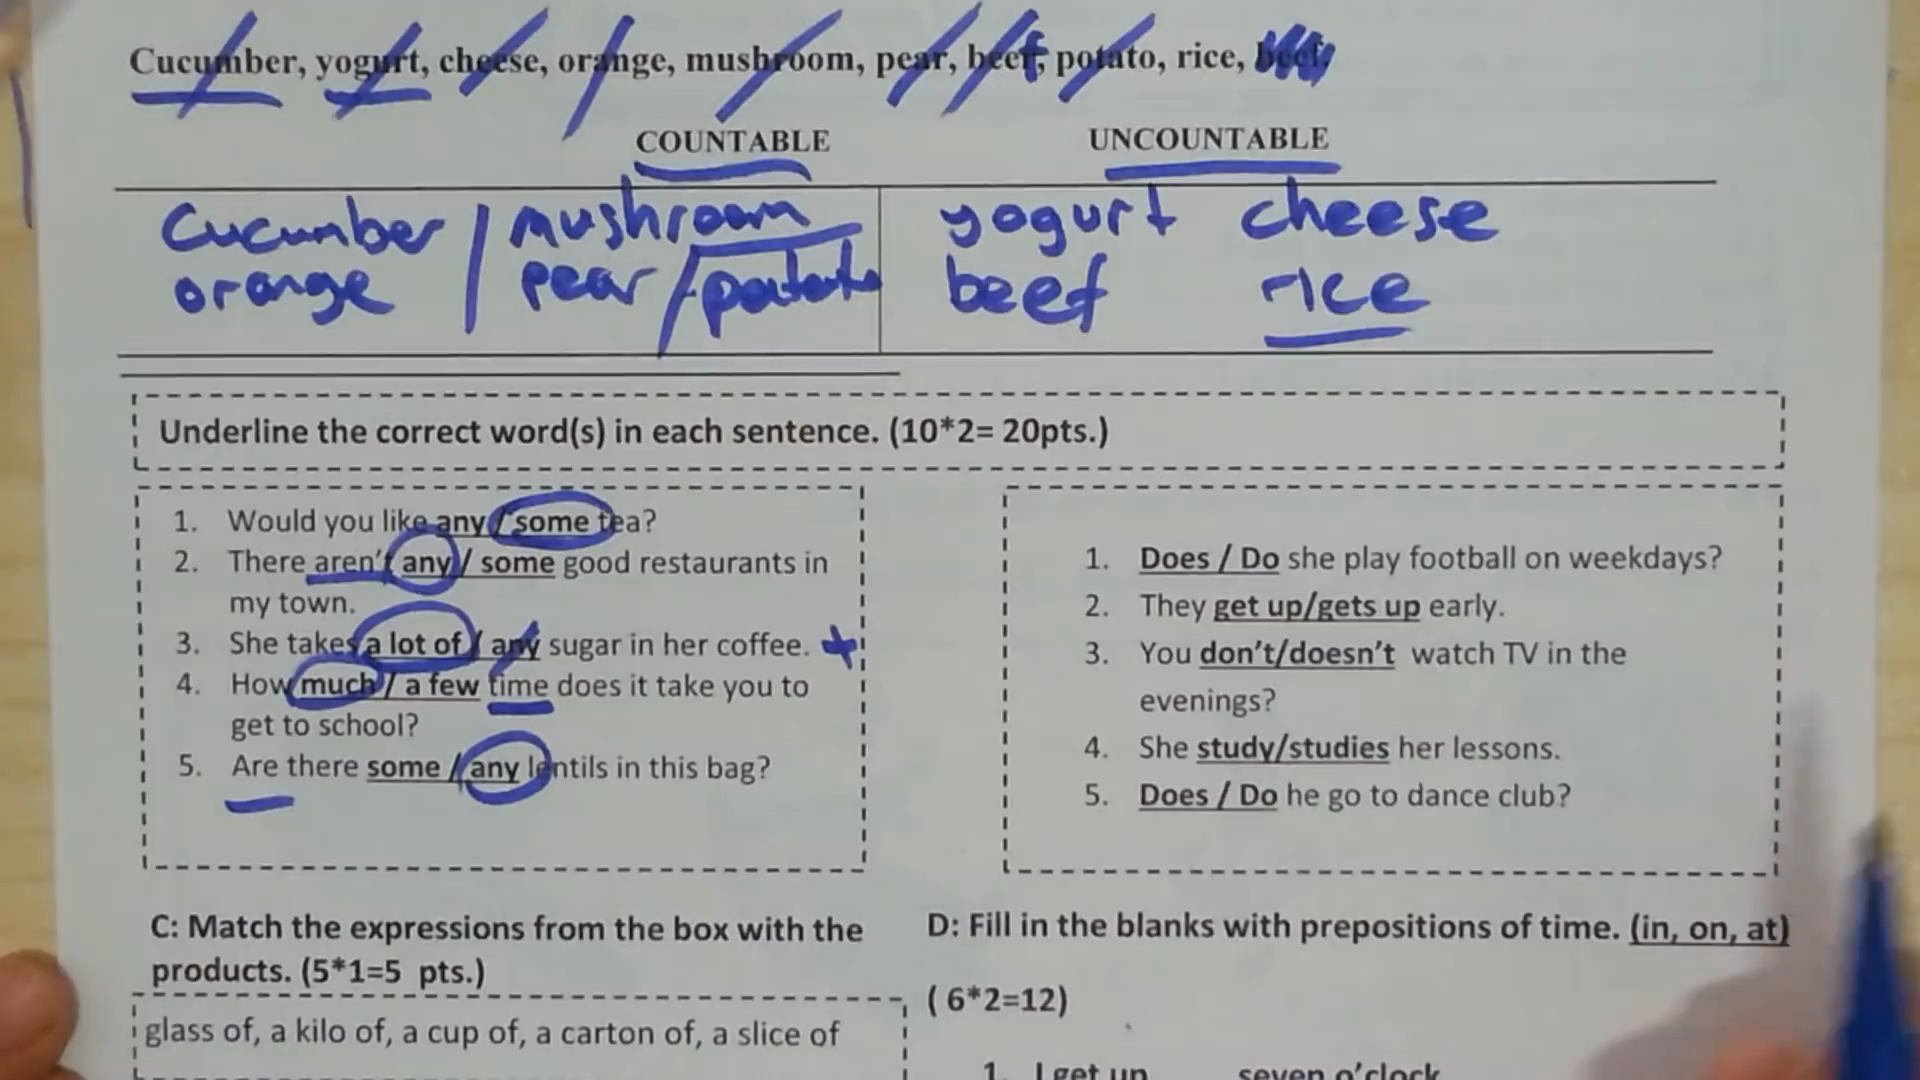 Cucumber, yogurt, cheese, orange, mushroom, pear, beef, potato, rice, beef.
COUNTABLE UNCOUNTABLE
cucumber / mushroom yogurt cheese
orange pear / potato beef rice
Underline the correct word(s) in each sentence. (10*2= 20pts.)
1. Would you like any / some tea?
2. There aren't any / some good restaurants in
my town.
3. She takes a lot of / any sugar in her coffee. +
4. How much / a few time does it take you to
get to school?
5. Are there some / any lentils in this bag?
1. Does / Do she play football on weekdays?
2. They get up/gets up early.
3. You don't/doesn't watch TV in the
evenings?
4. She study/studies her lessons.
5. Does / Do he go to dance club?
C: Match the expressions from the box with the
products. (5*1=5 pts.)
glass of, a kilo of, a cup of, a carton of, a slice of
D: Fill in the blanks with prepositions of time. (in, on, at)
( 6*2=12)
1. I get up seven o'clock